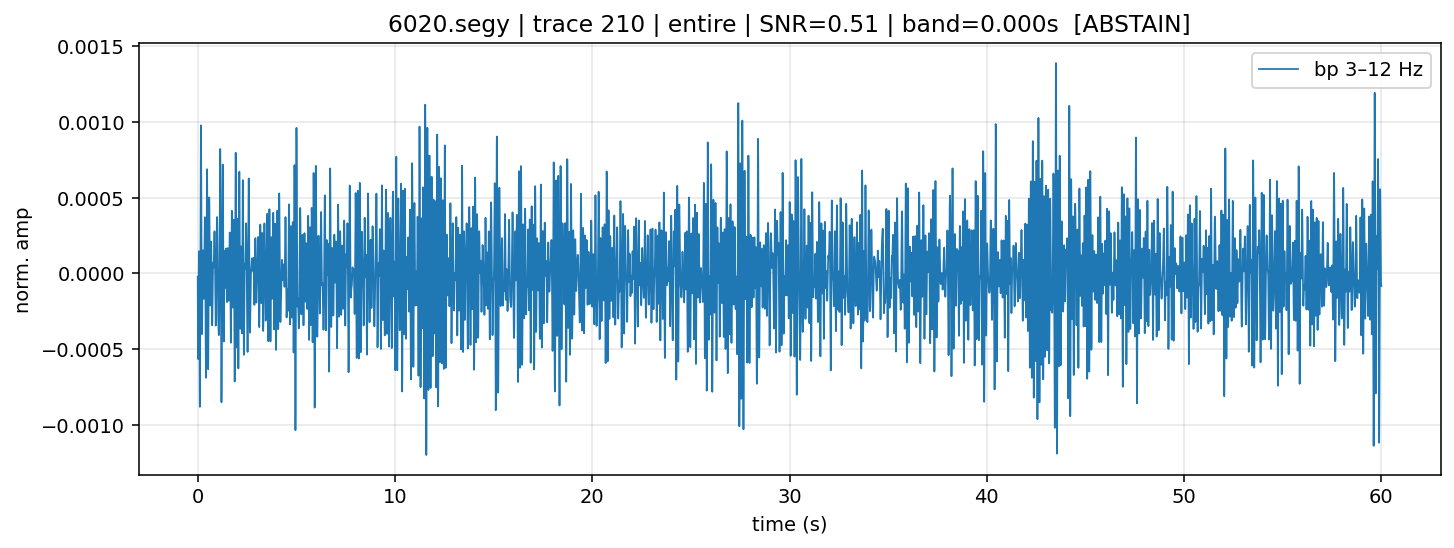 6020.segy | trace 210 | entire | SNR=0.51 | band=0.000s  [ABSTAIN]
bp 3–12 Hz
norm. amp
0.0015
0.0010
0.0005
0.0000
−0.0005
−0.0010
0 10 20 30 40 50 60
time (s)